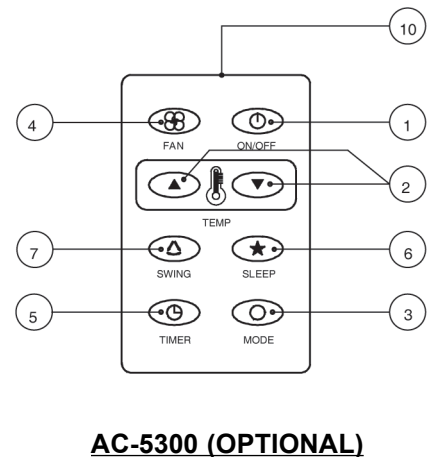 10
4
1
FAN
ON/OFF
2
TEMP
7
6
SWING
SLEEP
5
3
TIMER
MODE
AC-5300 (OPTIONAL)